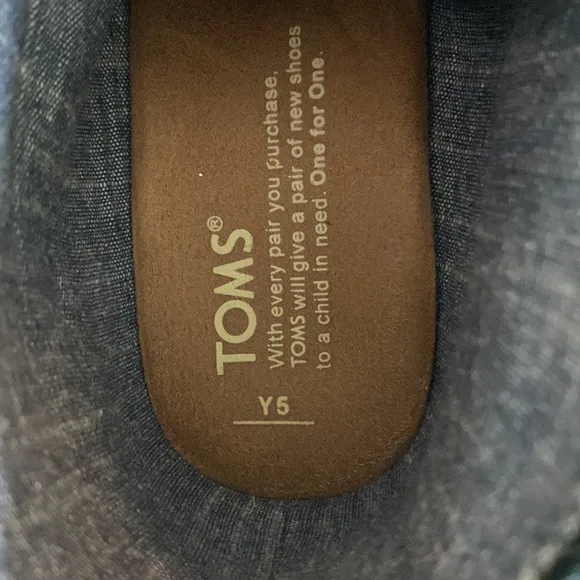 TOMS®
With every pair you purchase,
TOMS will give a pair of new shoes
to a child in need. One for One.
Y5